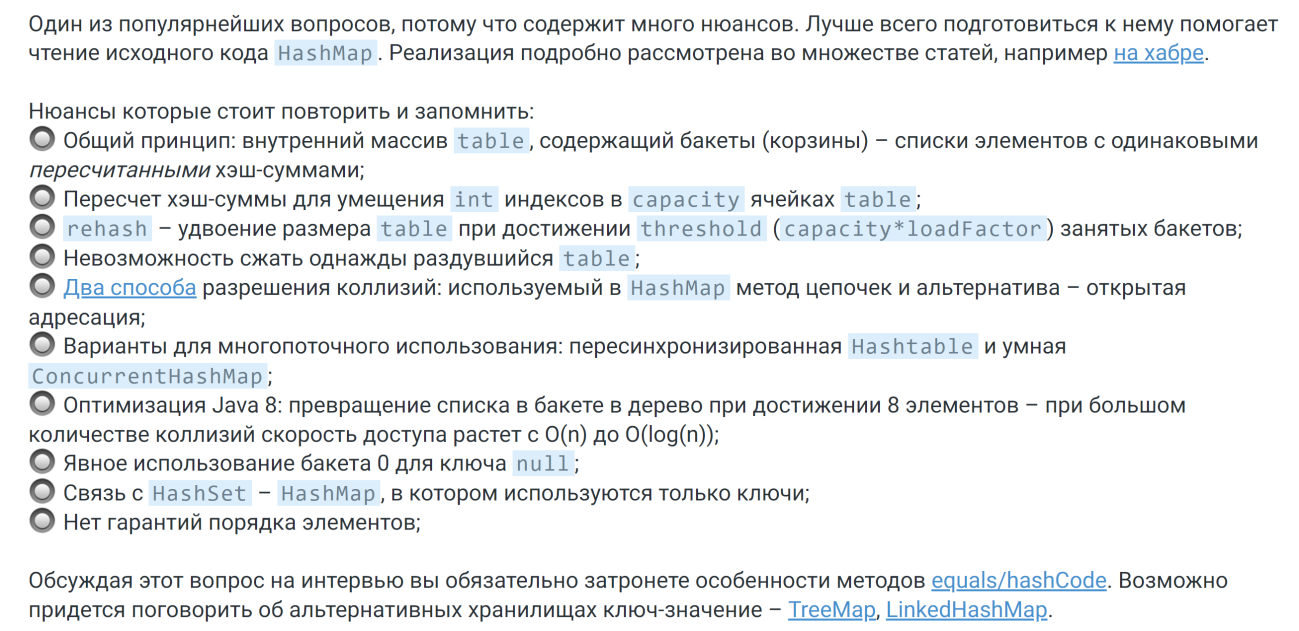 Один из популярнейших вопросов, потому что содержит много нюансов. Лучше всего подготовиться к нему помогает
чтение исходного кода HashMap. Реализация подробно рассмотрена во множестве статей, например на хабре.
Нюансы которые стоит повторить и запомнить:
🔘 Общий принцип: внутренний массив table, содержащий бакеты (корзины) – списки элементов с одинаковыми
пересчитанными хэш-суммами;
🔘 Пересчет хэш-суммы для умещения int индексов в capacity ячейках table;
🔘 rehash – удвоение размера table при достижении threshold (capacity*loadFactor) занятых бакетов;
🔘 Невозможность сжать однажды раздувшийся table;
🔘 Два способа разрешения коллизий: используемый в HashMap метод цепочек и альтернатива – открытая
адресация;
🔘 Варианты для многопоточного использования: пересинхронизированная Hashtable и умная
ConcurrentHashMap;
🔘 Оптимизация Java 8: превращение списка в бакете в дерево при достижении 8 элементов – при большом
количестве коллизий скорость доступа растет с O(n) до O(log(n));
🔘 Явное использование бакета 0 для ключа null;
🔘 Связь с HashSet – HashMap, в котором используются только ключи;
🔘 Нет гарантий порядка элементов;
Обсуждая этот вопрос на интервью вы обязательно затронете особенности методов equals/hashCode. Возможно
придется поговорить об альтернативных хранилищах ключ-значение – TreeMap, LinkedHashMap.